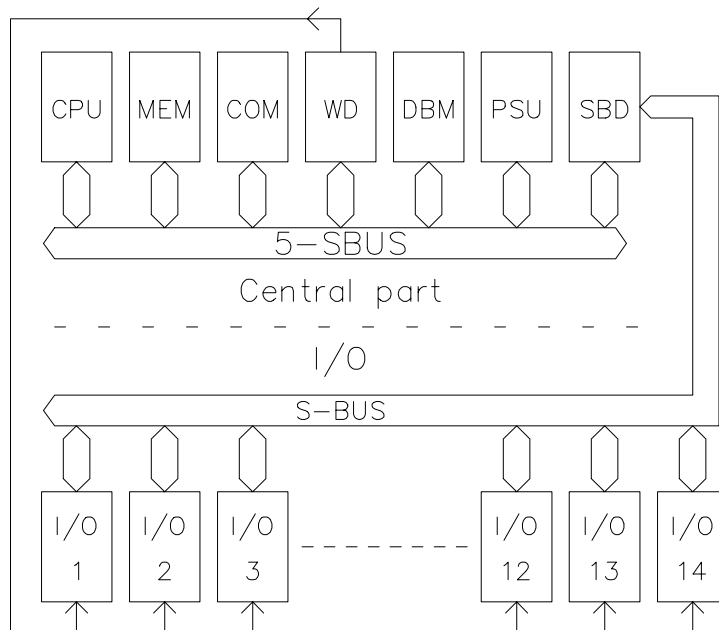 CPU MEM COM WD DBM PSU SBD
5-SBUS
Central part
I/O
S-BUS
I/O I/O I/O I/O I/O I/O
1 2 3 12 13 14